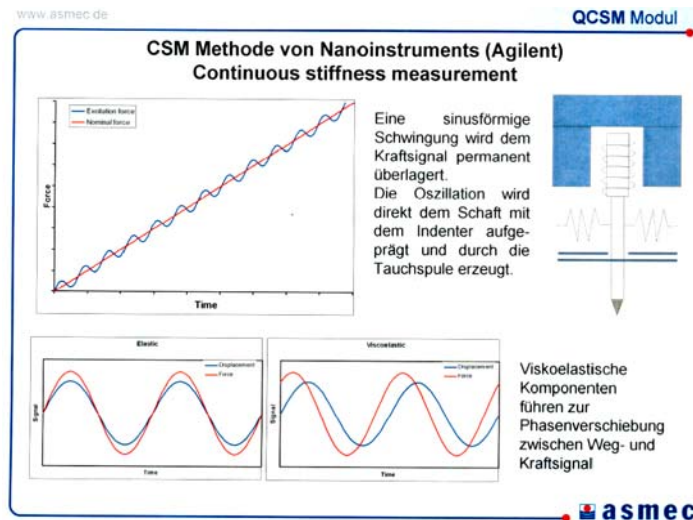 www.asmec.de
QCSM Modul
CSM Methode von Nanoinstruments (Agilent)
Continuous stiffness measurement
Excitation force
Nominal force
Force
Time
Eine sinusförmige
Schwingung wird dem
Kraftsignal permanent
überlagert.
Die Oszillation wird
direkt dem Schaft mit
dem Indenter aufge-
prägt und durch die
Tauchspule erzeugt.
Elastic
Displacement
Force
Signal
Time
Viscoelastic
Displacement
Force
Signal
Time
Viskoelastische
Komponenten
führen zur
Phasenverschiebung
zwischen Weg- und
Kraftsignal
asmec